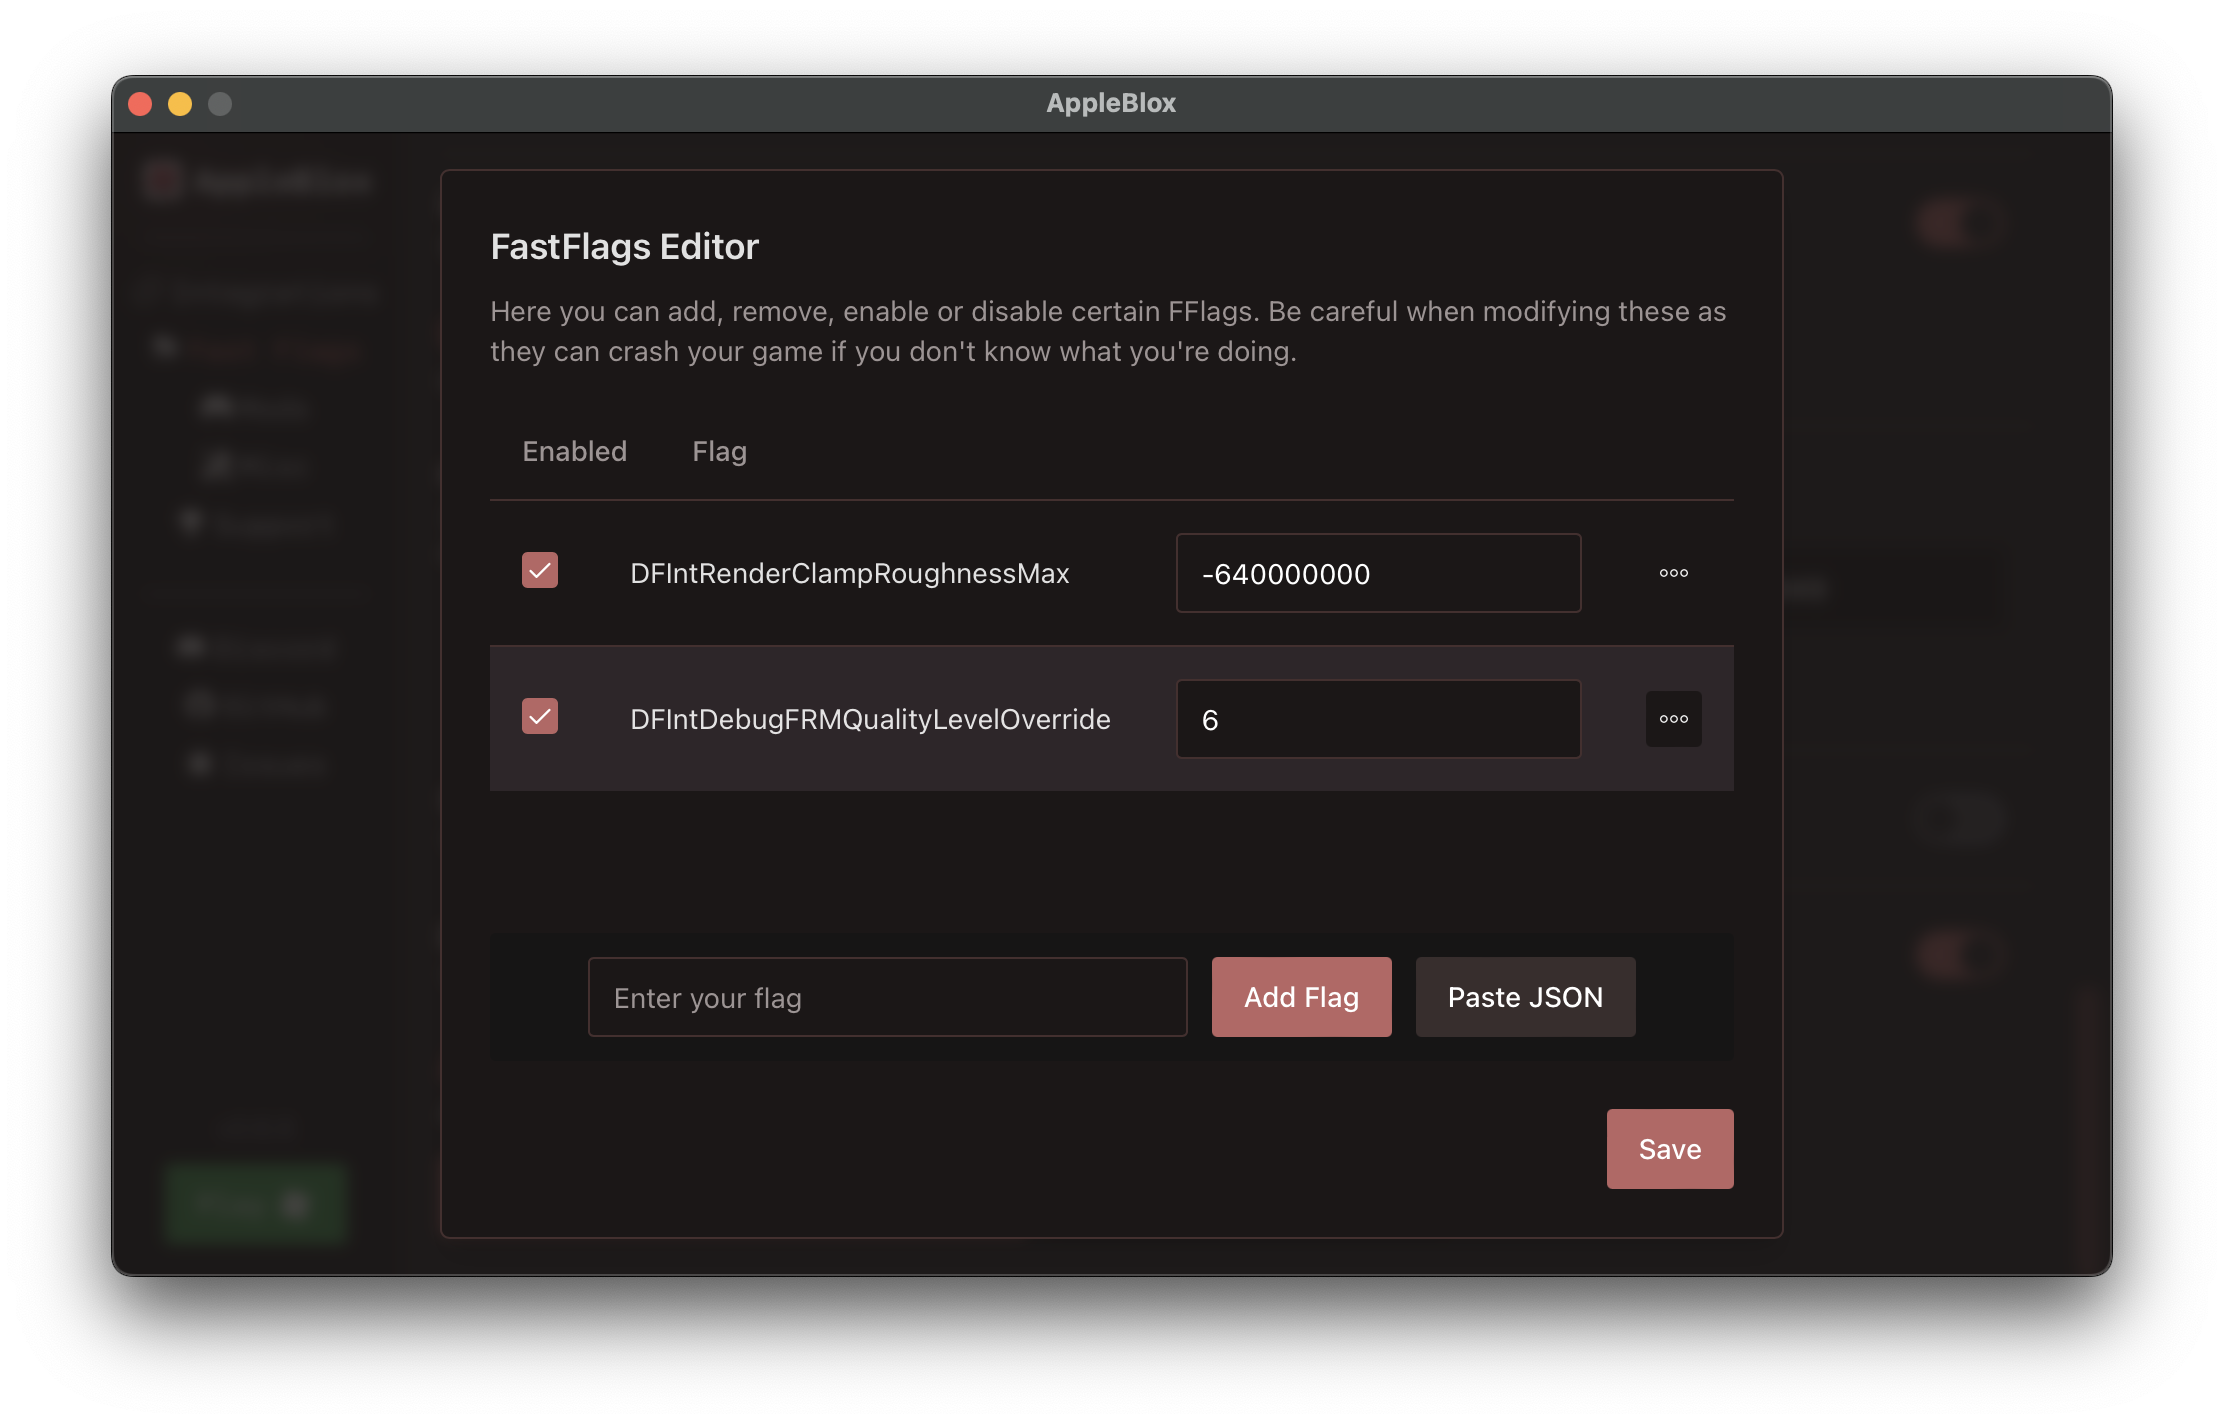 AppleBlox
FastFlags Editor
Here you can add, remove, enable or disable certain FFlags. Be careful when modifying these as
they can crash your game if you don't know what you're doing.
Enabled Flag
DFIntRenderClampRoughnessMax -640000000
DFIntDebugFRMQualityLevelOverride 6
Enter your flag Add Flag Paste JSON
Save